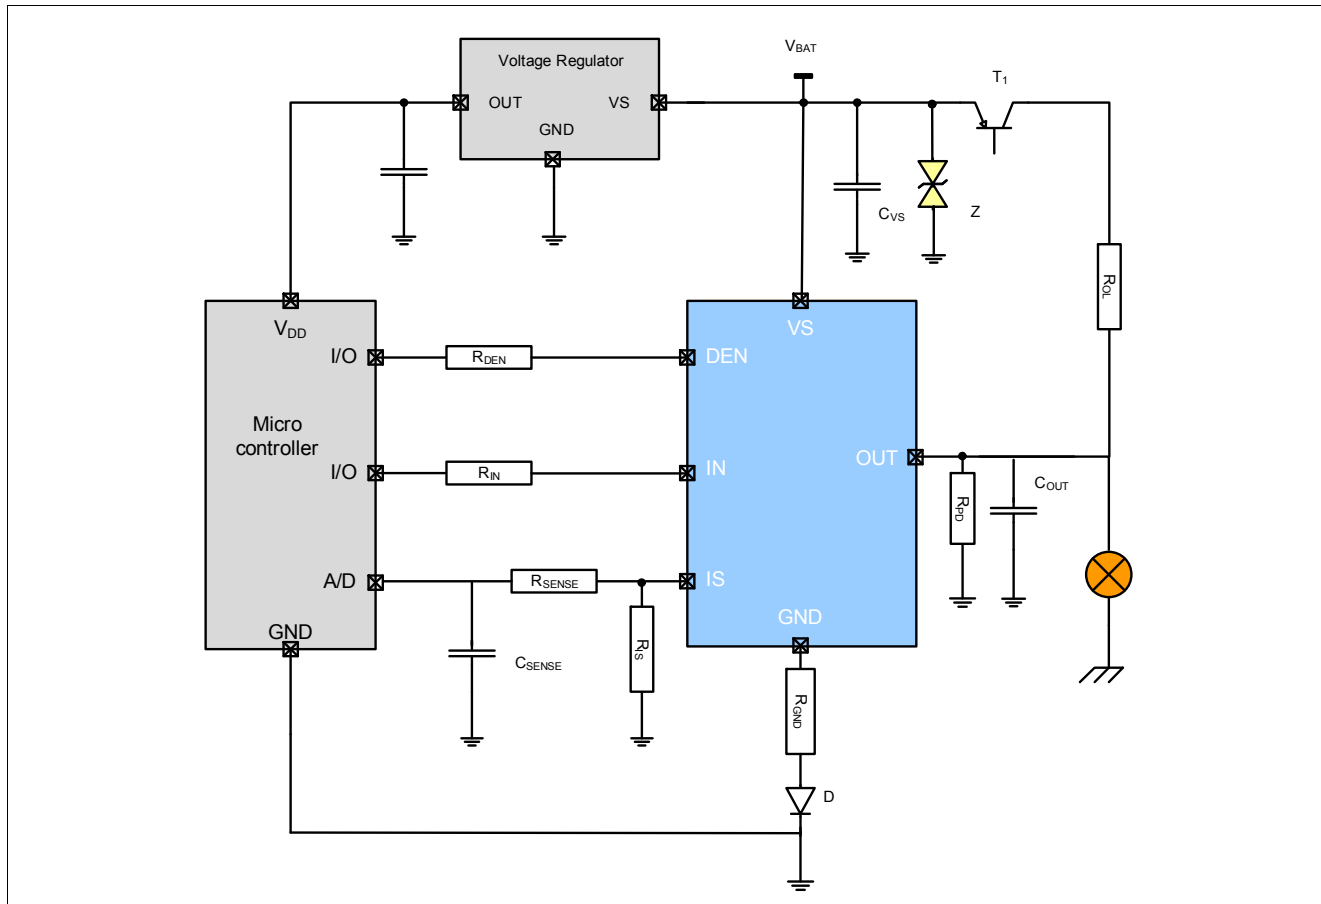 Voltage Regulator
OUT
VS
GND
VBAT
T1
CVS
Z
ROL
VDD
I/O
RDEN
DEN
VS
Micro
controller
I/O
RIN
IN
OUT
RPD
COUT
A/D
RSENSE
IS
GND
CSENSE
RIS
GND
RGND
D